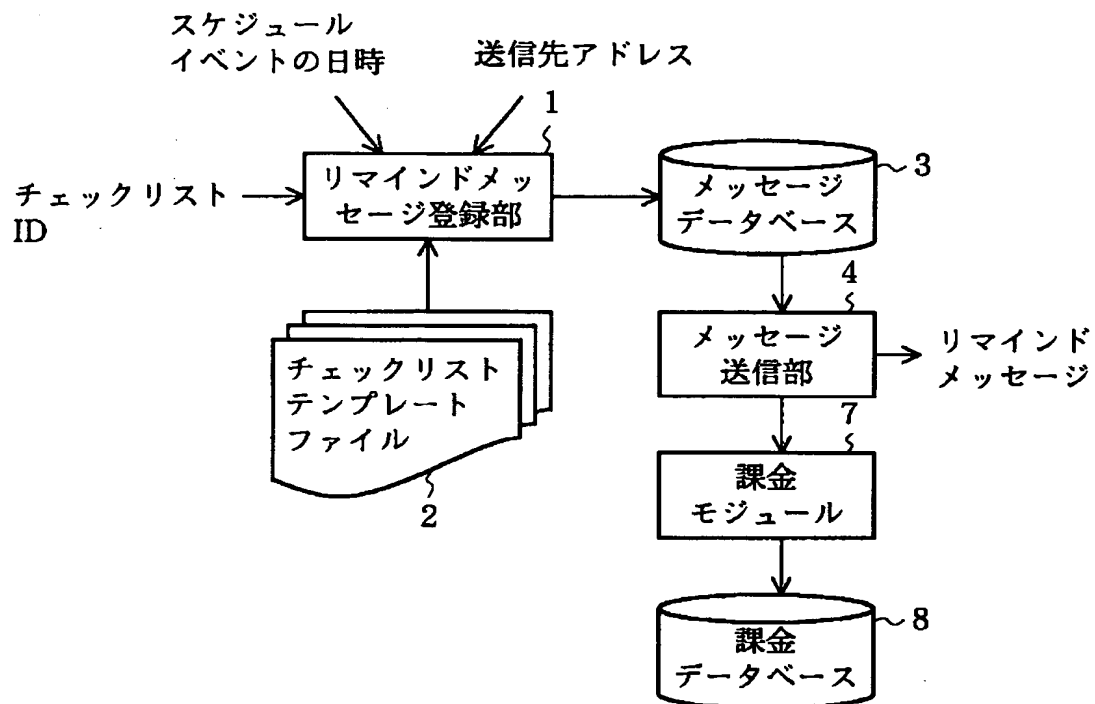 スケジュール
イベントの日時
送信先アドレス
1
チェックリスト
ID
リマインドメッ
セージ登録部
メッセージ
データベース
3
4
チェックリスト
テンプレート
ファイル
2
メッセージ
送信部
リマインド
メッセージ
7
課金
モジュール
課金
データベース
8